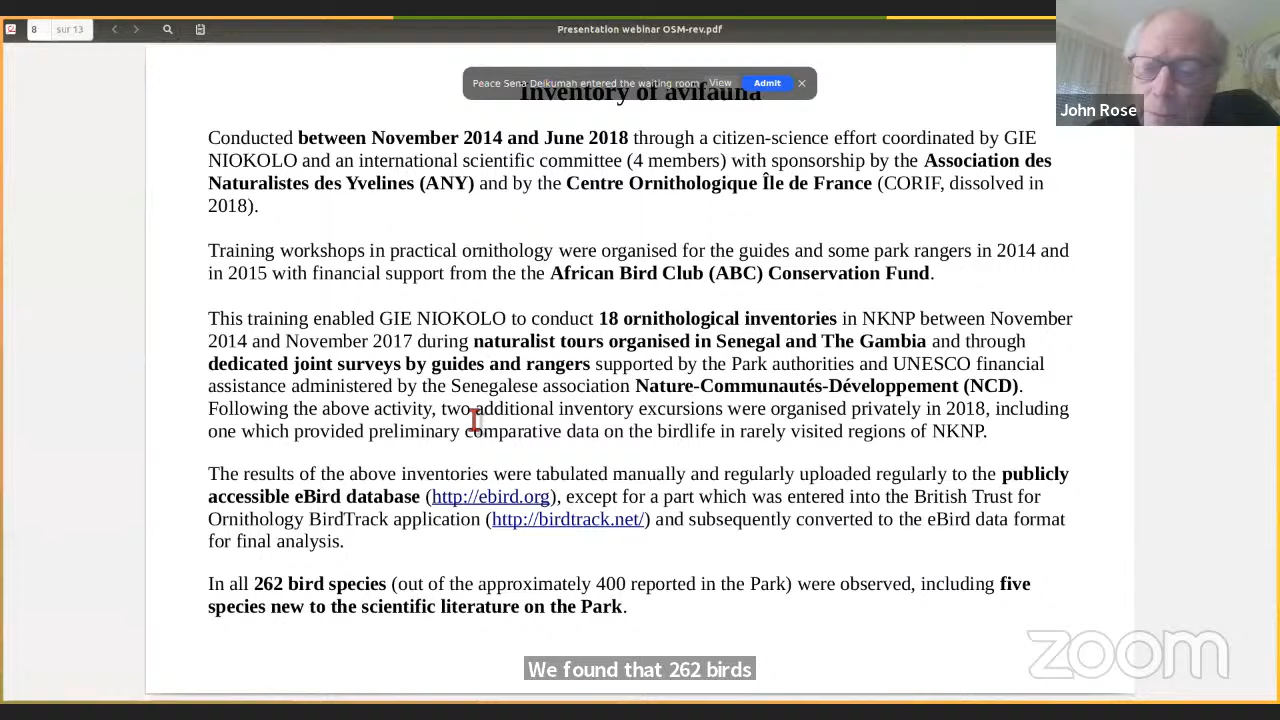 8
sur 13
Presentation webinar OSM-rev.pdf
Peace Sena Delkumah entered the waiting room
View
Admit
John Rose
Inventory of avifauna
Conducted between November 2014 and June 2018 through a citizen-science effort coordinated by GIE
NIOKOLO and an international scientific committee (4 members) with sponsorship by the Association des
Naturalistes des Yvelines (ANY) and by the Centre Ornithologique Île de France (CORIF, dissolved in
2018).
Training workshops in practical ornithology were organised for the guides and some park rangers in 2014 and
in 2015 with financial support from the the African Bird Club (ABC) Conservation Fund.
This training enabled GIE NIOKOLO to conduct 18 ornithological inventories in NKNP between November
2014 and November 2017 during naturalist tours organised in Senegal and The Gambia and through
dedicated joint surveys by guides and rangers supported by the Park authorities and UNESCO financial
assistance administered by the Senegalese association Nature-Communautés-Développement (NCD).
Following the above activity, two additional inventory excursions were organised privately in 2018, including
one which provided preliminary comparative data on the birdlife in rarely visited regions of NKNP.
The results of the above inventories were tabulated manually and regularly uploaded regularly to the publicly
accessible eBird database (http://ebird.org), except for a part which was entered into the British Trust for
Ornithology BirdTrack application (http://birdtrack.net/) and subsequently converted to the eBird data format
for final analysis.
In all 262 bird species (out of the approximately 400 reported in the Park) were observed, including five
species new to the scientific literature on the Park.
zoom
We found that 262 birds